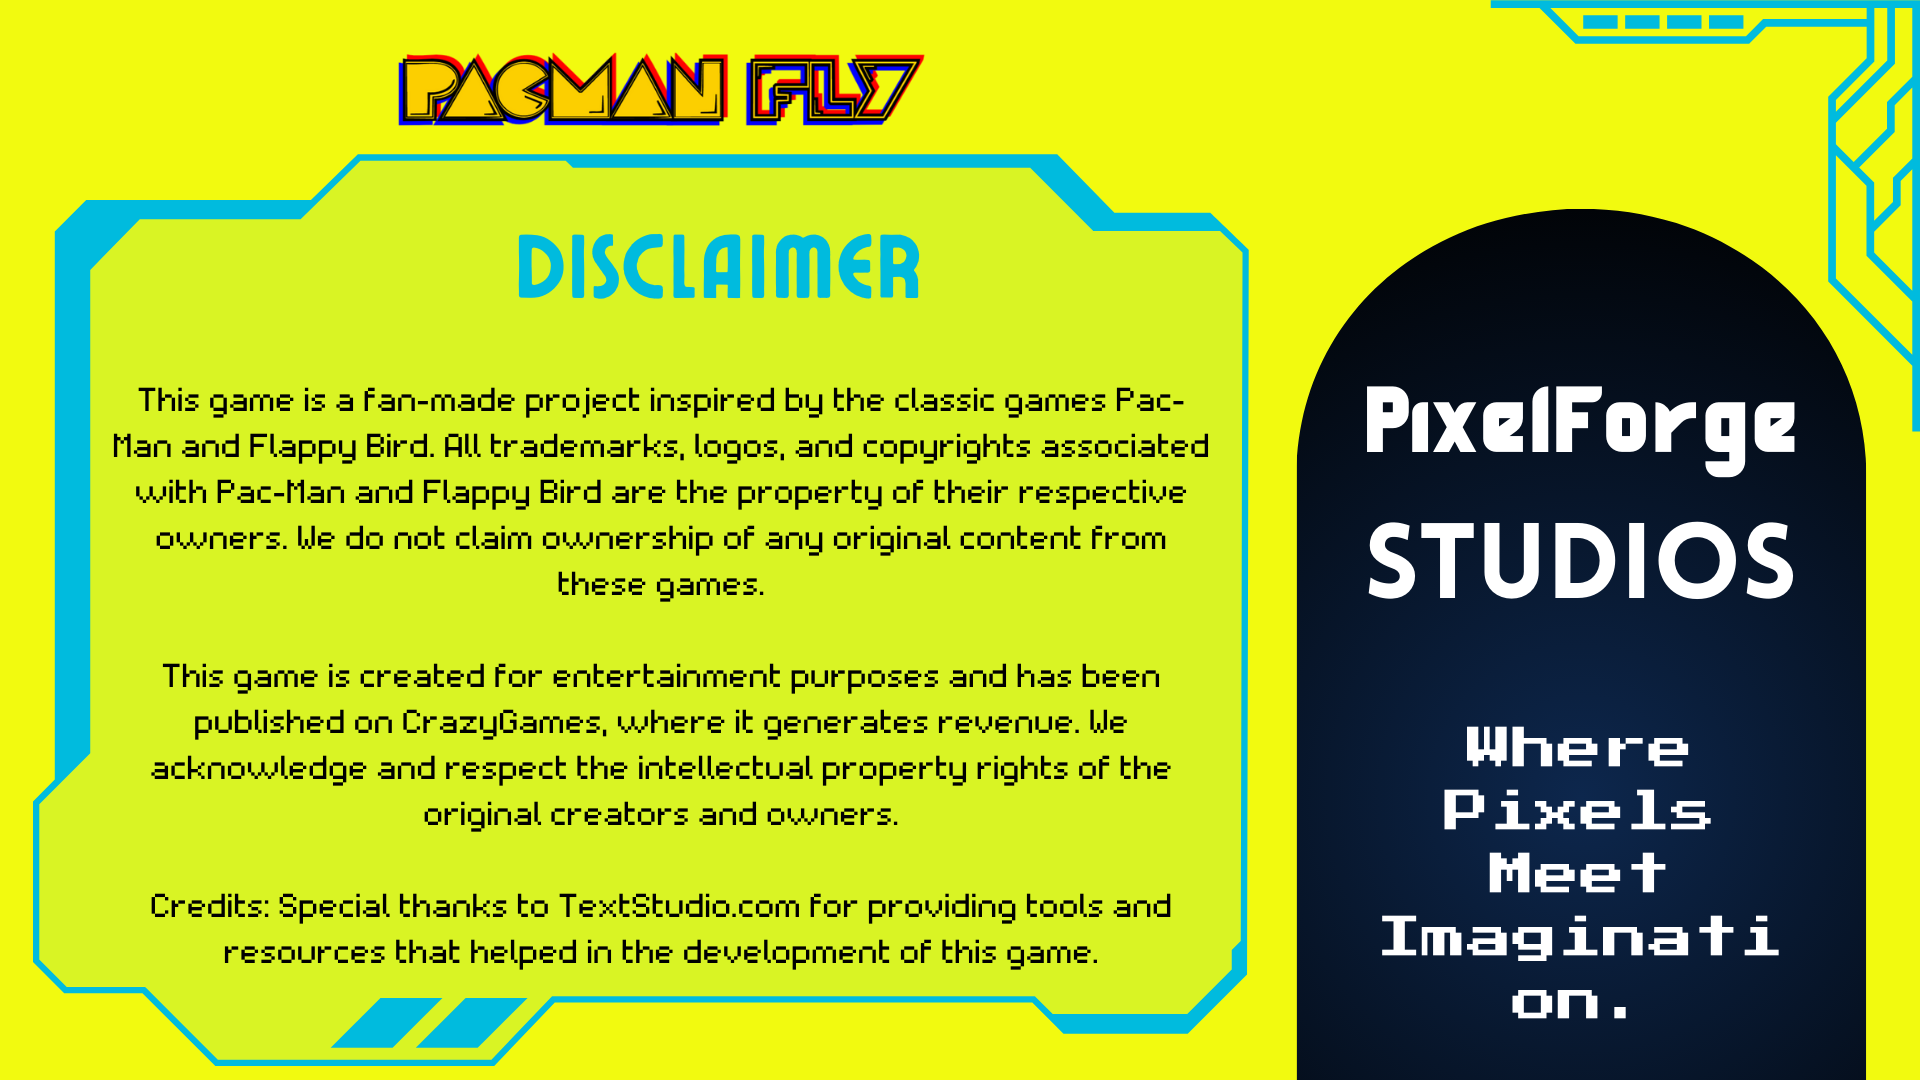 PACMAN FLY
DISCLAIMER
This game is a fan-made project inspired by the classic games Pac-
Man and Flappy Bird. All trademarks, logos, and copyrights associated
with Pac-Man and Flappy Bird are the property of their respective
owners. We do not claim ownership of any original content from
these games.
This game is created for entertainment purposes and has been
published on CrazyGames, where it generates revenue. We
acknowledge and respect the intellectual property rights of the
original creators and owners.
Credits: Special thanks to TextStudio.com for providing tools and
resources that helped in the development of this game.
PixelForge
STUDIOS
Where
Pixels
Meet
Imaginati
on.